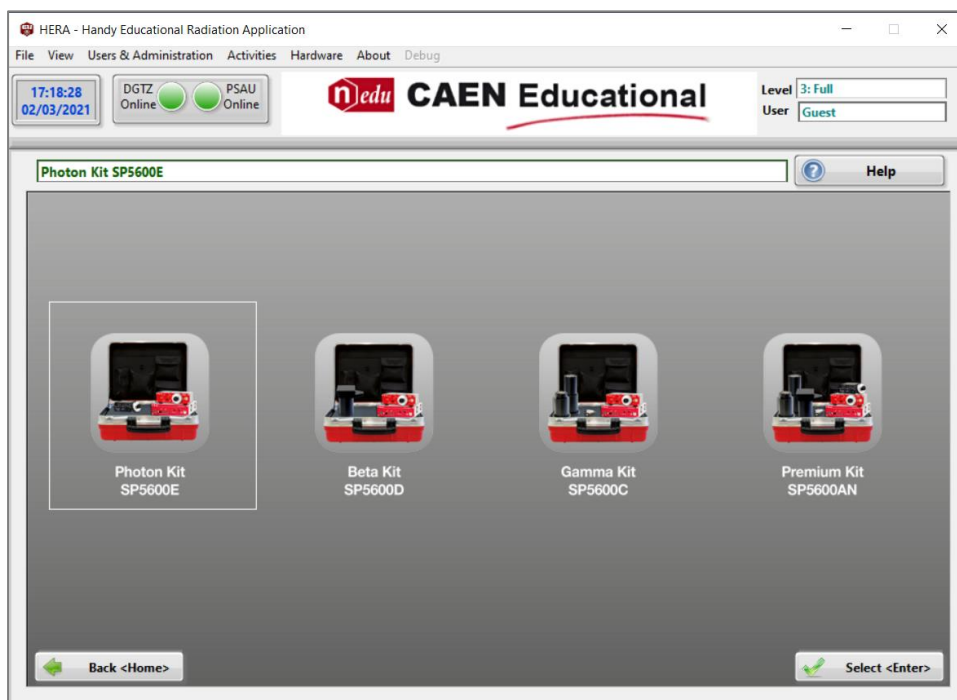 HERA - Handy Educational Radiation Application
File View Users & Administration Activities Hardware About Debug
17:18:28
02/03/2021
DGTZ
Online
PSAU
Online
n edu CAEN Educational
Level 3: Full
User Guest
Photon Kit SP5600E
Help
Photon Kit
SP5600E
Beta Kit
SP5600D
Gamma Kit
SP5600C
Premium Kit
SP5600AN
Back <Home>
Select <Enter>